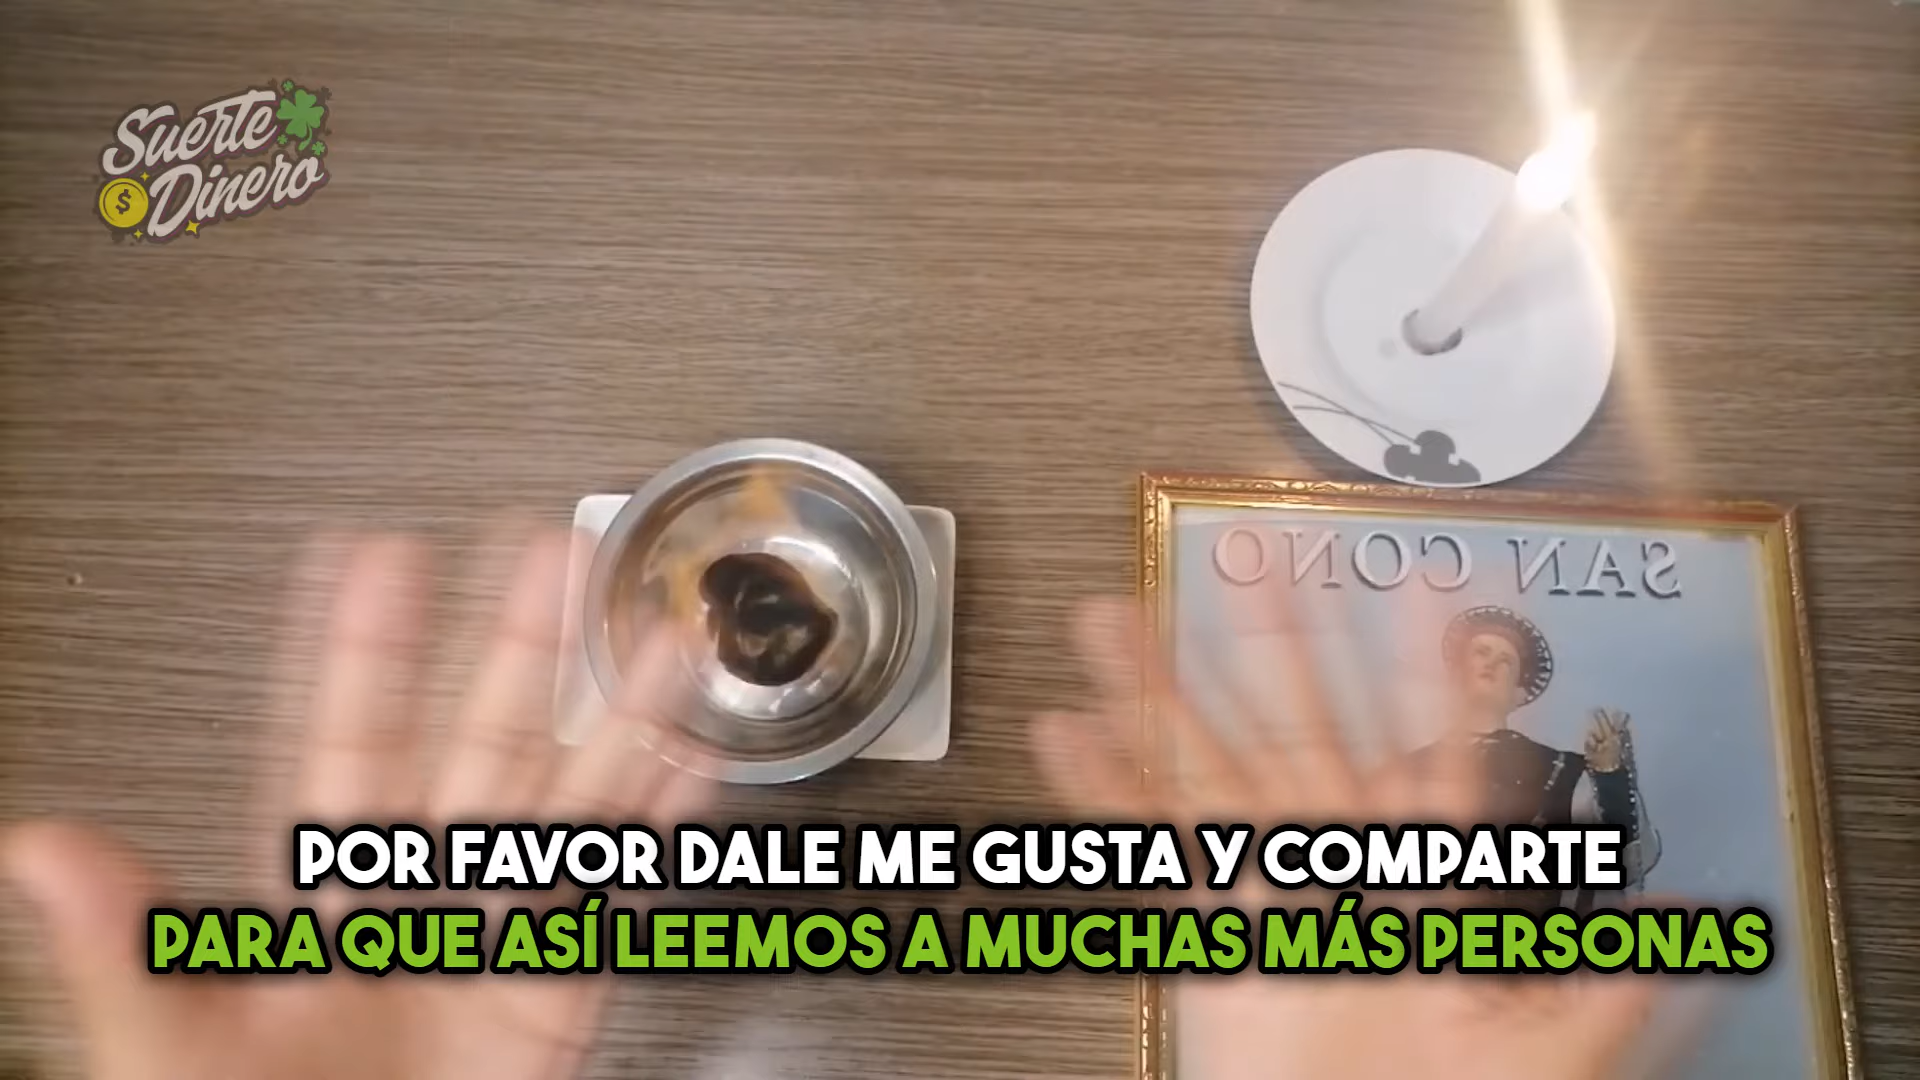 Suerte
Dinero
$
SAN CONO
POR FAVOR DALE ME GUSTA Y COMPARTE
PARA QUE ASÍ LEEMOS A MUCHAS MÁS PERSONAS